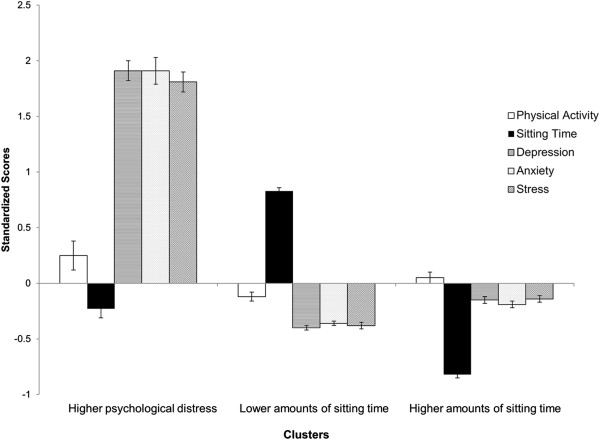 2.5
2
1.5
1
0.5
0
-0.5
-1
Standardized Scores
Physical Activity
Sitting Time
Depression
Anxiety
Stress
Higher psychological distress
Lower amounts of sitting time
Higher amounts of sitting time
Clusters